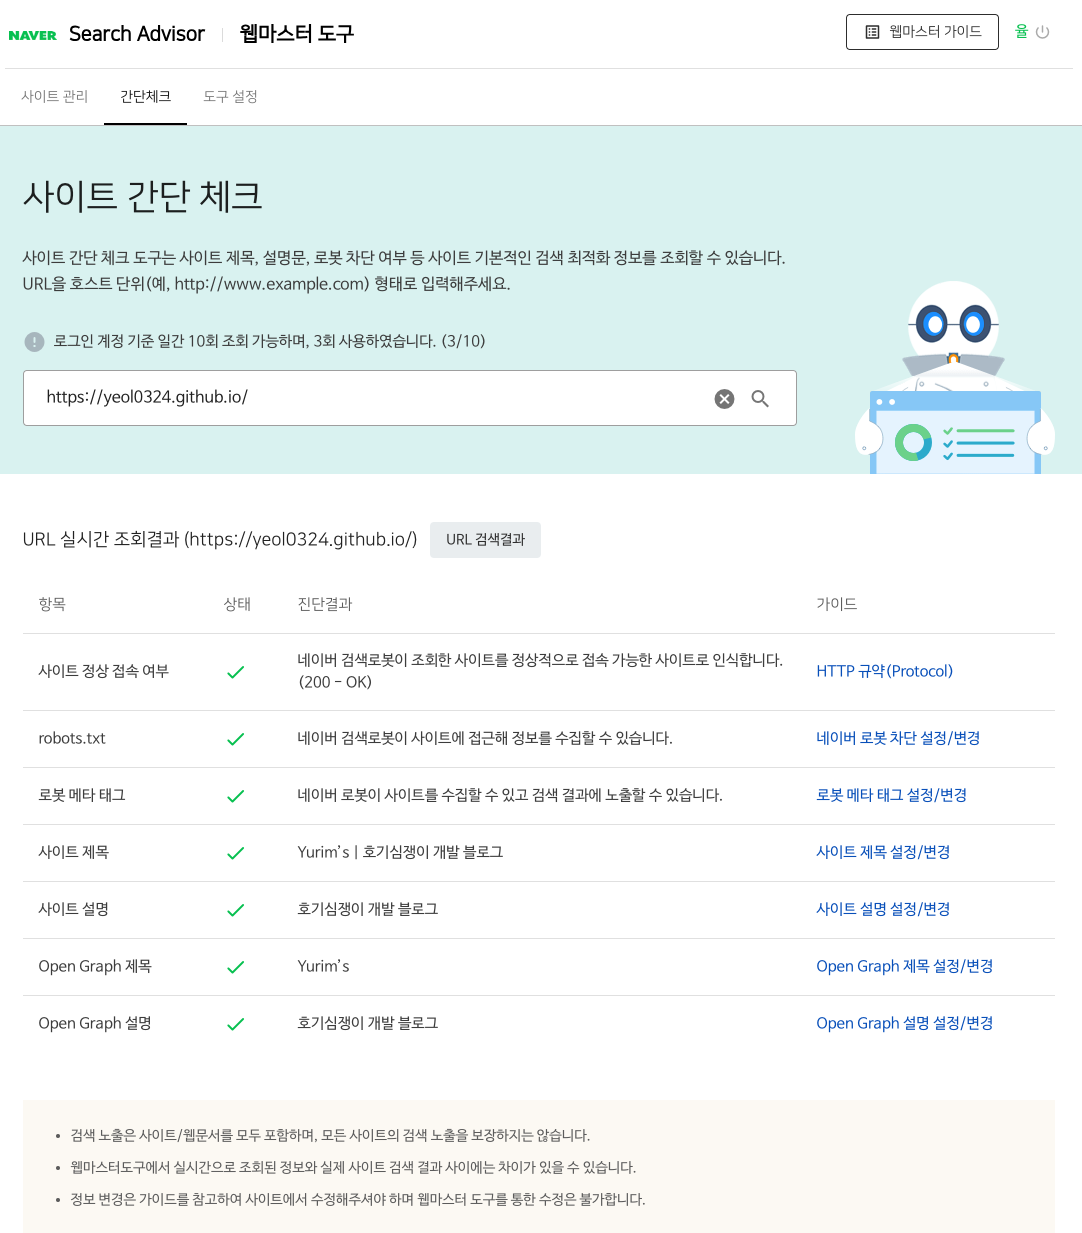 NAVER Search Advisor 웹마스터 도구 웹마스터 가이드 율
사이트 관리 간단체크 도구 설정
사이트 간단 체크
사이트 간단 체크 도구는 사이트 제목, 설명문, 로봇 차단 여부 등 사이트 기본적인 검색 최적화 정보를 조회할 수 있습니다.
URL을 호스트 단위(예, http://www.example.com) 형태로 입력해주세요.
로그인 계정 기준 일간 10회 조회 가능하며, 3회 사용하였습니다. (3/10)
https://yeol0324.github.io/
URL 실시간 조회결과 (https://yeol0324.github.io/) URL 검색결과
항목 상태 진단결과 가이드
사이트 정상 접속 여부 네이버 검색로봇이 조회한 사이트를 정상적으로 접속 가능한 사이트로 인식합니다. HTTP 규약(Protocol)
(200 - OK)
robots.txt 네이버 검색로봇이 사이트에 접근해 정보를 수집할 수 있습니다. 네이버 로봇 차단 설정/변경
로봇 메타 태그 네이버 로봇이 사이트를 수집할 수 있고 검색 결과에 노출할 수 있습니다. 로봇 메타 태그 설정/변경
사이트 제목 Yurim’s | 호기심쟁이 개발 블로그 사이트 제목 설정/변경
사이트 설명 호기심쟁이 개발 블로그 사이트 설명 설정/변경
Open Graph 제목 Yurim’s Open Graph 제목 설정/변경
Open Graph 설명 호기심쟁이 개발 블로그 Open Graph 설명 설정/변경
• 검색 노출은 사이트/웹문서를 모두 포함하며, 모든 사이트의 검색 노출을 보장하지는 않습니다.
• 웹마스터도구에서 실시간으로 조회된 정보와 실제 사이트 검색 결과 사이에는 차이가 있을 수 있습니다.
• 정보 변경은 가이드를 참고하여 사이트에서 수정해주셔야 하며 웹마스터 도구를 통한 수정은 불가합니다.